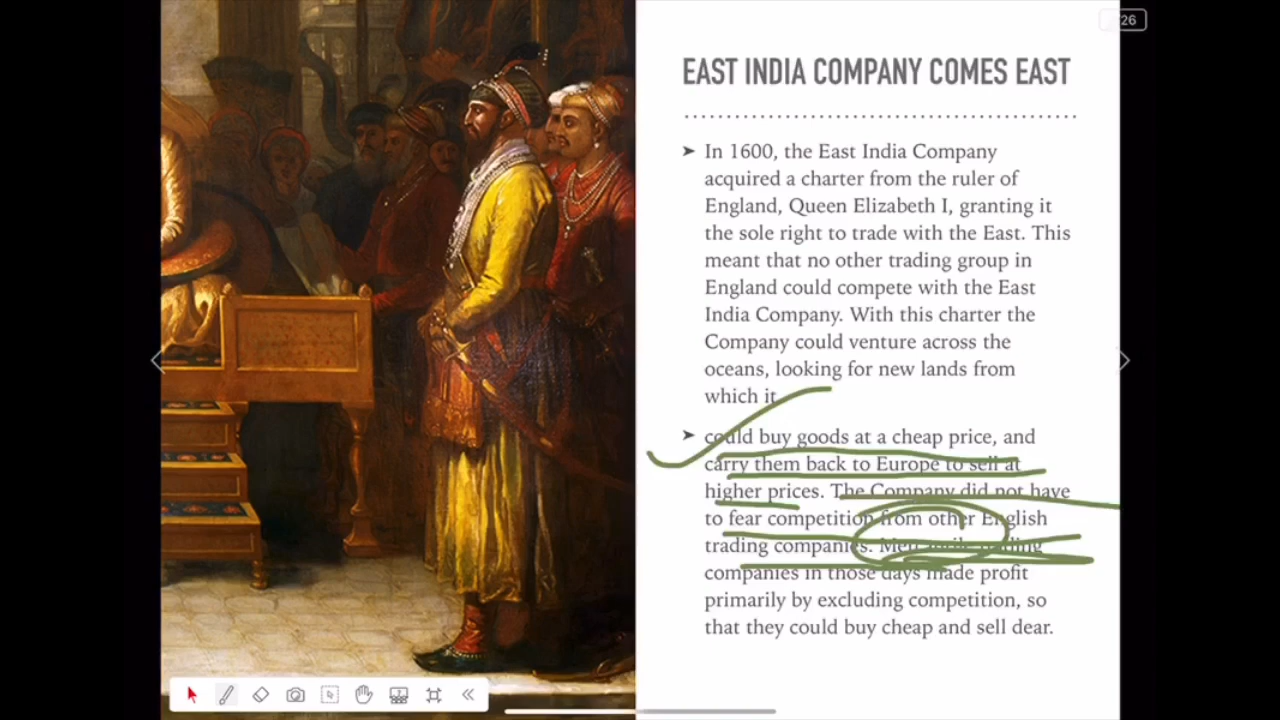 26
EAST INDIA COMPANY COMES EAST
➤ In 1600, the East India Company
acquired a charter from the ruler of
England, Queen Elizabeth I, granting it
the sole right to trade with the East. This
meant that no other trading group in
England could compete with the East
India Company. With this charter the
Company could venture across the
oceans, looking for new lands from
which it
➤ could buy goods at a cheap price, and
carry them back to Europe to sell at
higher prices. The Company did not have
to fear competition from other English
trading companies. Mercantile trading
companies in those days made profit
primarily by excluding competition, so
that they could buy cheap and sell dear.